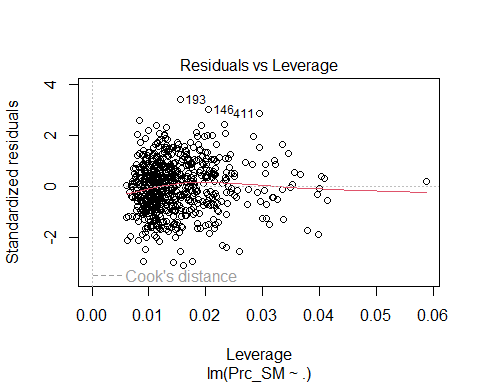 Residuals vs Leverage
Standardized residuals
4
2
0
-2
193
146
411
Cook's distance
0.00 0.01 0.02 0.03 0.04 0.05 0.06
Leverage
lm(Prc_SM ~ .)